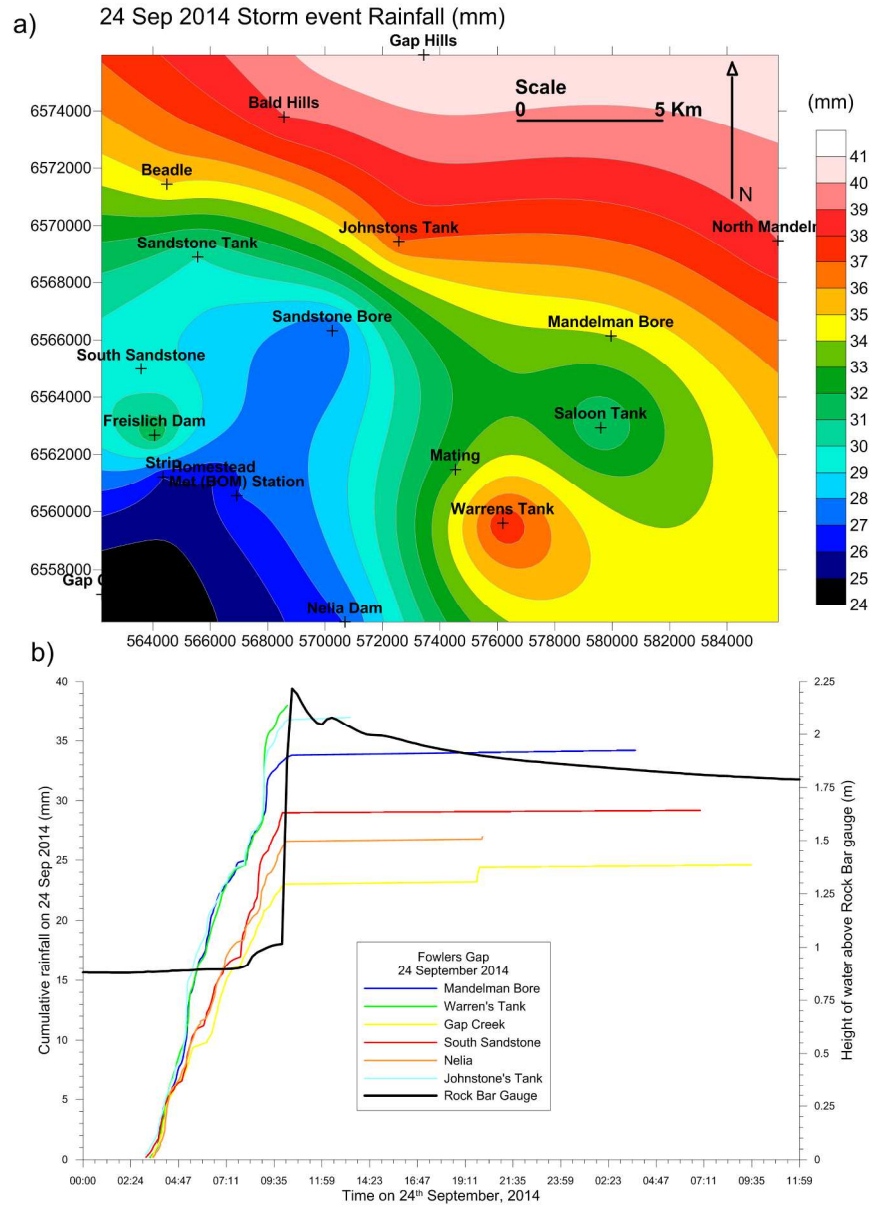 24 Sep 2014 Storm event Rainfall (mm)
a)
Gap Hills
Scale
0 5 Km
N
(mm)
6574000
6572000
6570000
6568000
6566000
6564000
6562000
6560000
6558000
Bald Hills
Beadle
Johnstons Tank
North Mandelm
Sandstone Tank
Sandstone Bore
Mandelman Bore
South Sandstone
Saloon Tank
Freislich Dam
Mating
Strip
Homestead
Met (BOM) Station
Warrens Tank
Gap C
Nelia Dam
564000 566000 568000 570000 572000 574000 576000 578000 580000 582000 584000
41
40
39
38
37
36
35
34
33
32
31
30
29
28
27
26
25
24
b)
Cumulative rainfall on 24 Sep 2014 (mm)
40
35
30
25
20
15
10
5
0
Height of water above Rock Bar gauge (m)
2.25
2
1.75
1.5
1.25
1
0.75
0.5
0.25
0
Fowlers Gap
24 September 2014
Mandelman Bore
Warren's Tank
Gap Creek
South Sandstone
Nelia
Johnstone's Tank
Rock Bar Gauge
00:00 02:24 04:47 07:11 09:35 11:59 14:23 16:47 19:11 21:35 23:59 02:23 04:47 07:11 09:35 11:59
Time on 24th September, 2014